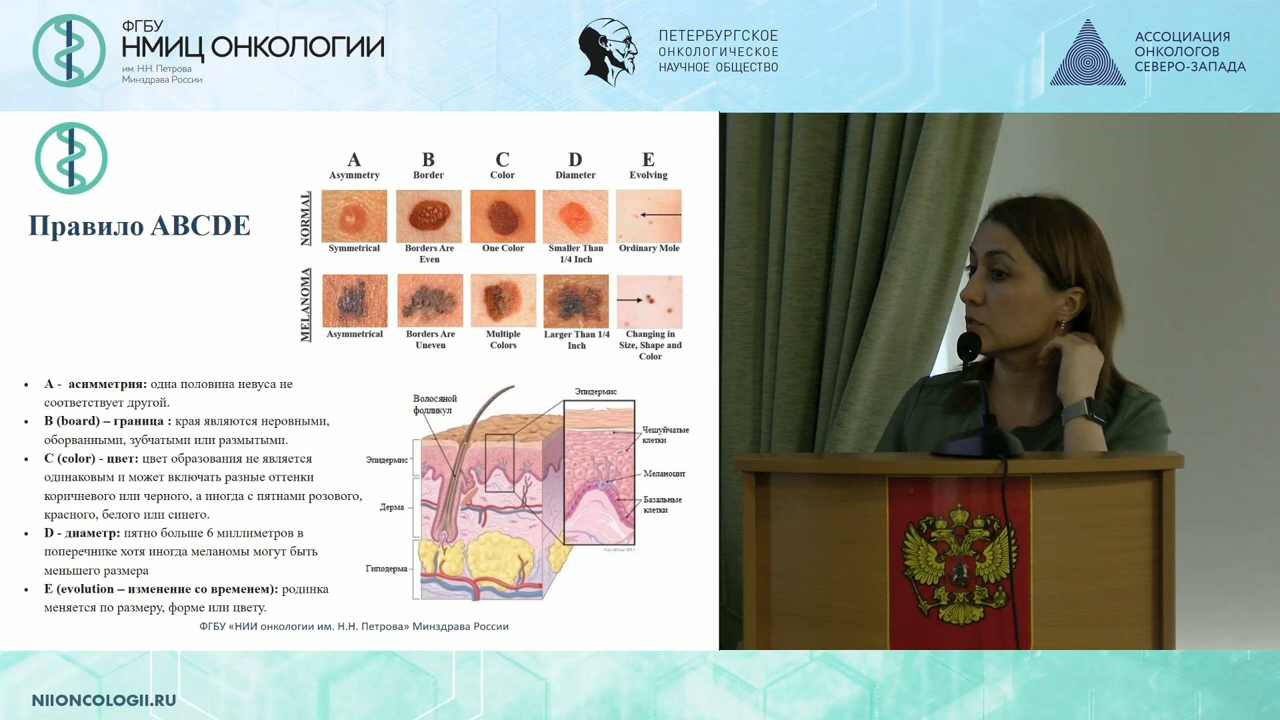 ФГБУ
НМИЦ ОНКОЛОГИИ
им. Н.Н. Петрова
Минздрава России
ПЕТЕРБУРГСКОЕ
ОНКОЛОГИЧЕСКОЕ
НАУЧНОЕ ОБЩЕСТВО
АССОЦИАЦИЯ
ОНКОЛОГОВ
СЕВЕРО-ЗАПАДА
Правило ABCDE
A B C D E
Asymmetry Border Color Diameter Evolving
NORMAL
Symmetrical Borders Are One Color Smaller Than Ordinary Mole
Even 1/4 Inch
MELANOMA
Asymmetrical Borders Are Multiple Larger Than 1/4 Changing in
Uneven Colors Inch Size, Shape and
Color
• A - асимметрия: одна половина невуса не
соответствует другой.
• B (board) – граница : края являются неровными,
оборванными, зубчатыми или размытыми.
• C (color) - цвет: цвет образования не является
одинаковым и может включать разные оттенки
коричневого или черного, а иногда с пятнами розового,
красного, белого или синего.
• D - диаметр: пятно больше 6 миллиметров в
поперечнике хотя иногда меланомы могут быть
меньшего размера
• E (evolution – изменение со временем): родинка
меняется по размеру, форме или цвету.
Волосяной
фолликул
Эпидермис
Дерма
Гиподерма
Эпидермис
Чешуйчатые
клетки
Меланоцит
Базальные
клетки
ФГБУ «НИИ онкологии им. Н.Н. Петрова» Минздрава России
NIIONCOLOGII.RU